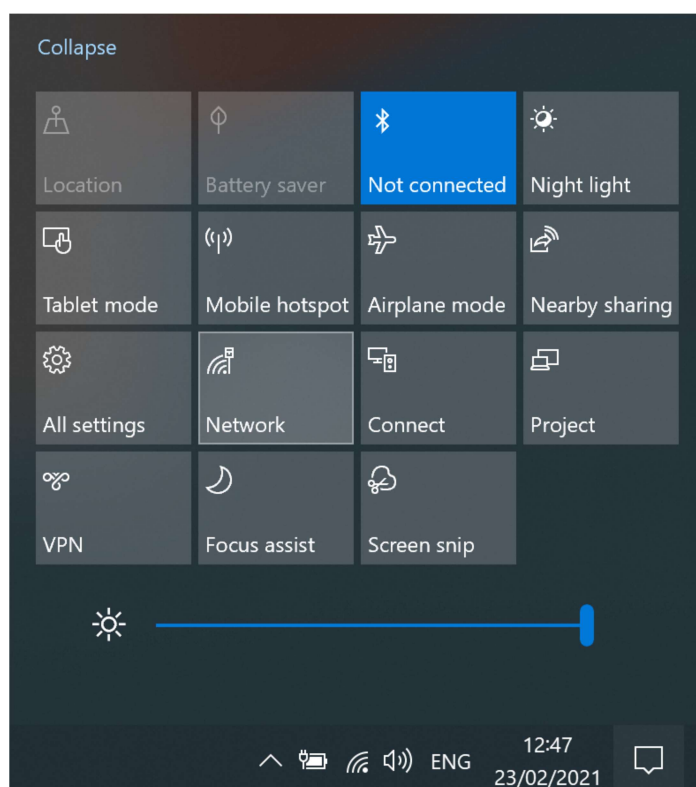 Collapse
Location
Battery saver
Not connected
Night light
Tablet mode
Mobile hotspot
Airplane mode
Nearby sharing
All settings
Network
Connect
Project
VPN
Focus assist
Screen snip
ENG
12:47
23/02/2021